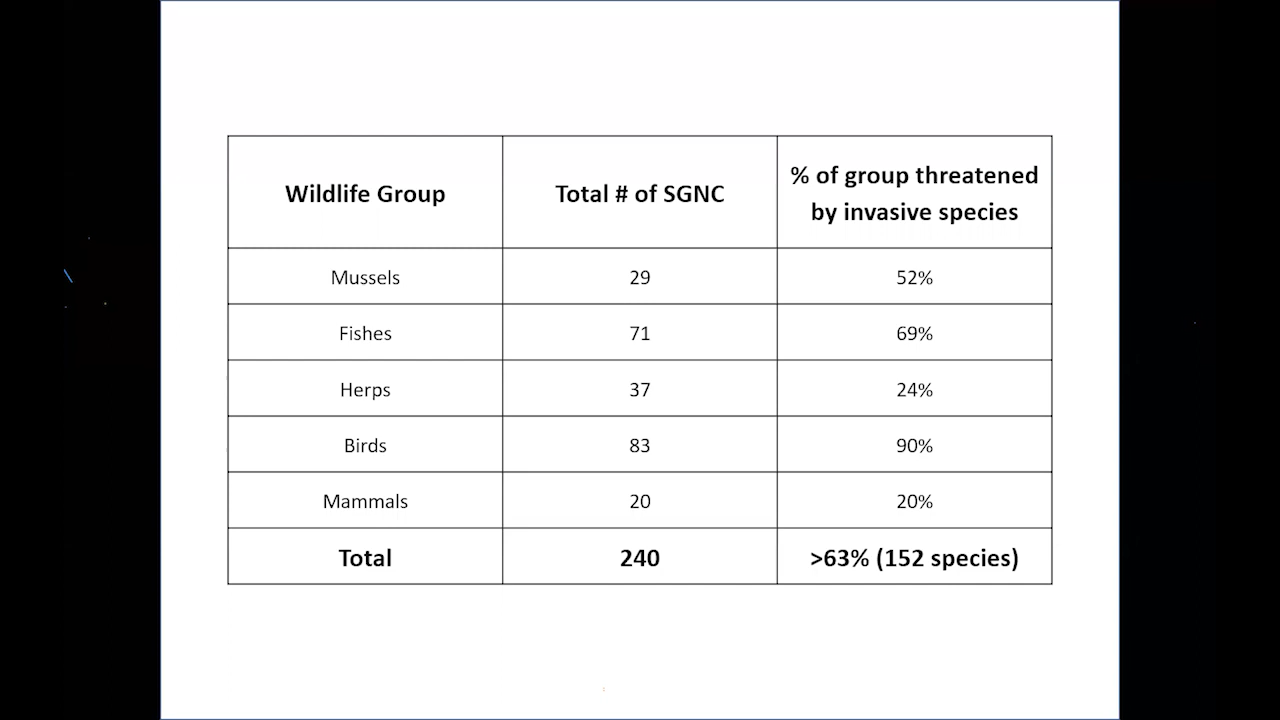 Wildlife Group
Total # of SGNC
% of group threatened
by invasive species
Mussels
29
52%
Fishes
71
69%
Herps
37
24%
Birds
83
90%
Mammals
20
20%
Total
240
>63% (152 species)